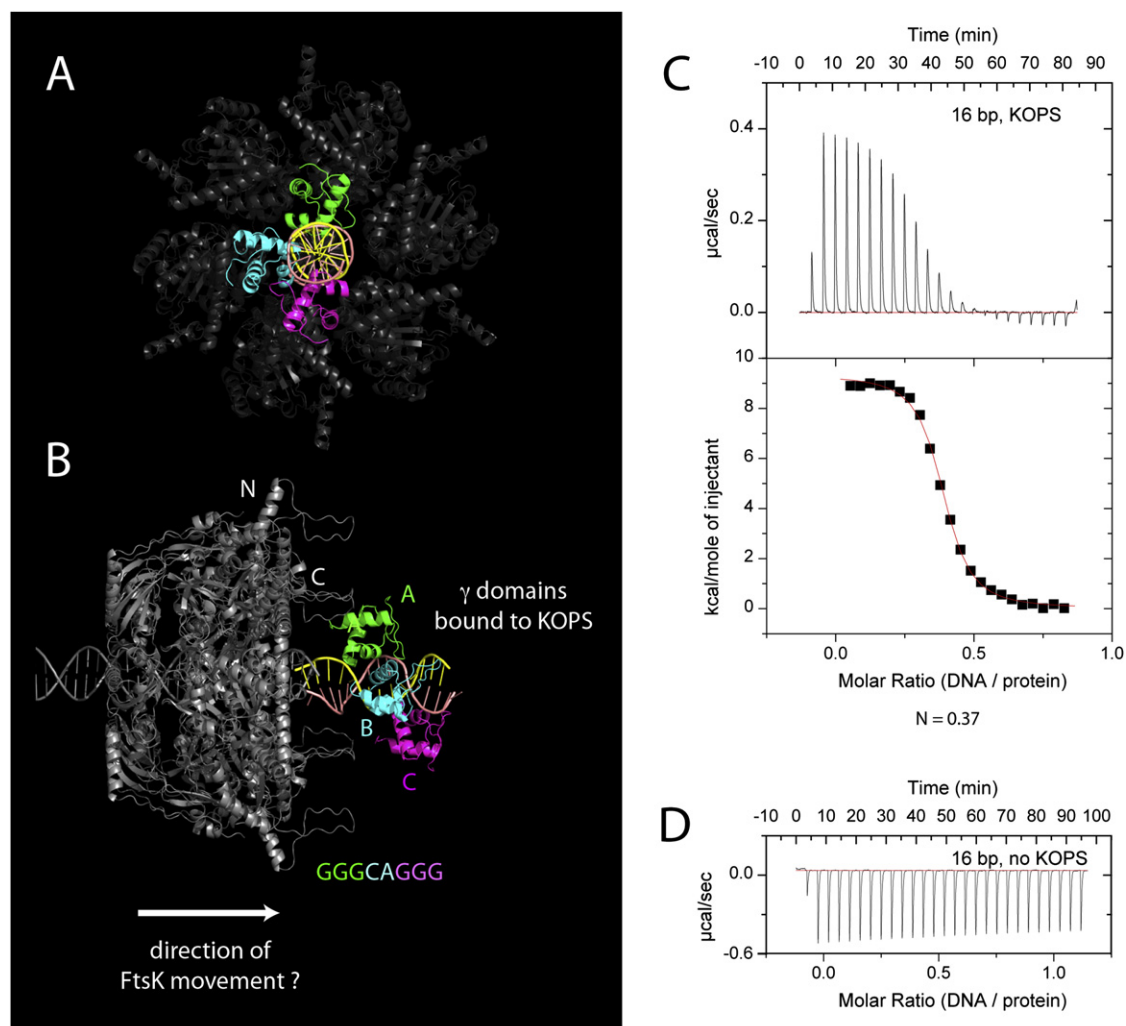 A
B
N
C
A
γ domains
bound to KOPS
B
C
GGGCAGGG
direction of
FtsK movement ?
C
Time (min)
-10 0 10 20 30 40 50 60 70 80 90
16 bp, KOPS
0.4
0.2
0.0
µcal/sec
10
8
6
4
2
0
kcal/mole of injectant
0.0 0.5 1.0
Molar Ratio (DNA / protein)
N = 0.37
D
Time (min)
-10 0 10 20 30 40 50 60 70 80 90 100
16 bp, no KOPS
0.0
-0.6
µcal/sec
0.0 0.5 1.0
Molar Ratio (DNA / protein)